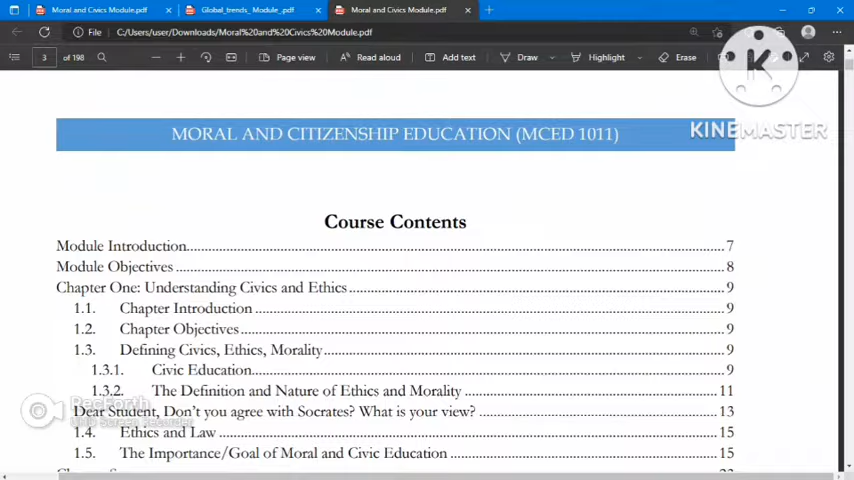 Moral and Civics Module.pdf
Global_trends_ Module_.pdf
Moral and Civics Module.pdf
File
C:/Users/user/Downloads/Moral%20and%20Civics%20Module.pdf
3 of 198
Page view
Read aloud
Add text
Draw
Highlight
Erase
KINEMASTER
MORAL AND CITIZENSHIP EDUCATION (MCED 1011)
Course Contents
Module Introduction 7
Module Objectives 8
Chapter One: Understanding Civics and Ethics 9
1.1. Chapter Introduction 9
1.2. Chapter Objectives 9
1.3. Defining Civics, Ethics, Morality 9
1.3.1. Civic Education 9
1.3.2. The Definition and Nature of Ethics and Morality 11
RecForth
UHD Screen Recorder
Dear Student, Don't you agree with Socrates? What is your view? 13
1.4. Ethics and Law 15
1.5. The Importance/Goal of Moral and Civic Education 15